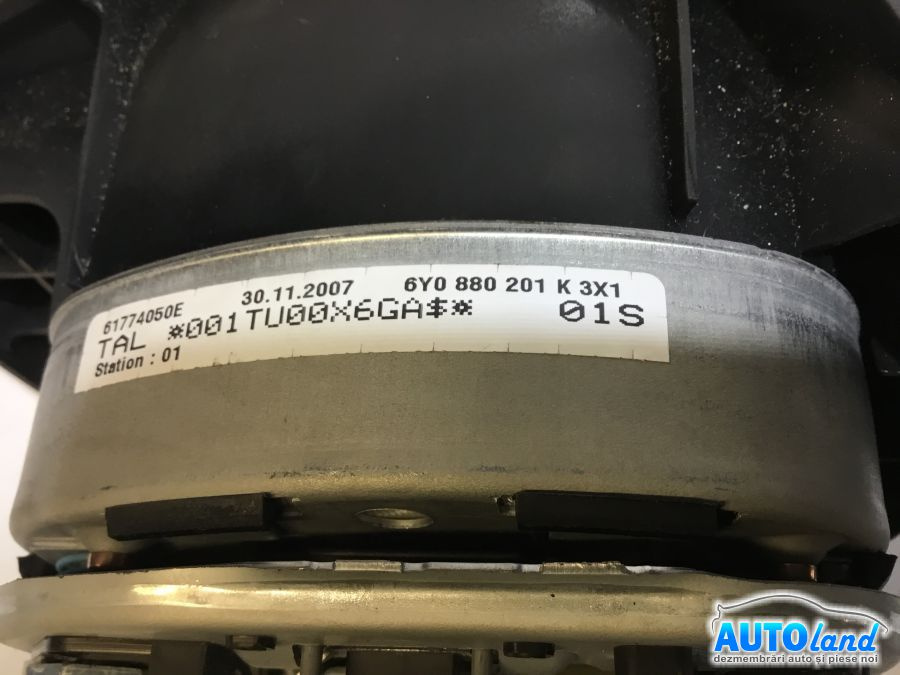 61774050E 30.11.2007 6Y0 880 201 K 3X1
TAL *001TU00X6GA$* 01S
Station : 01
AUTOland
dezmembrări auto și piese noi